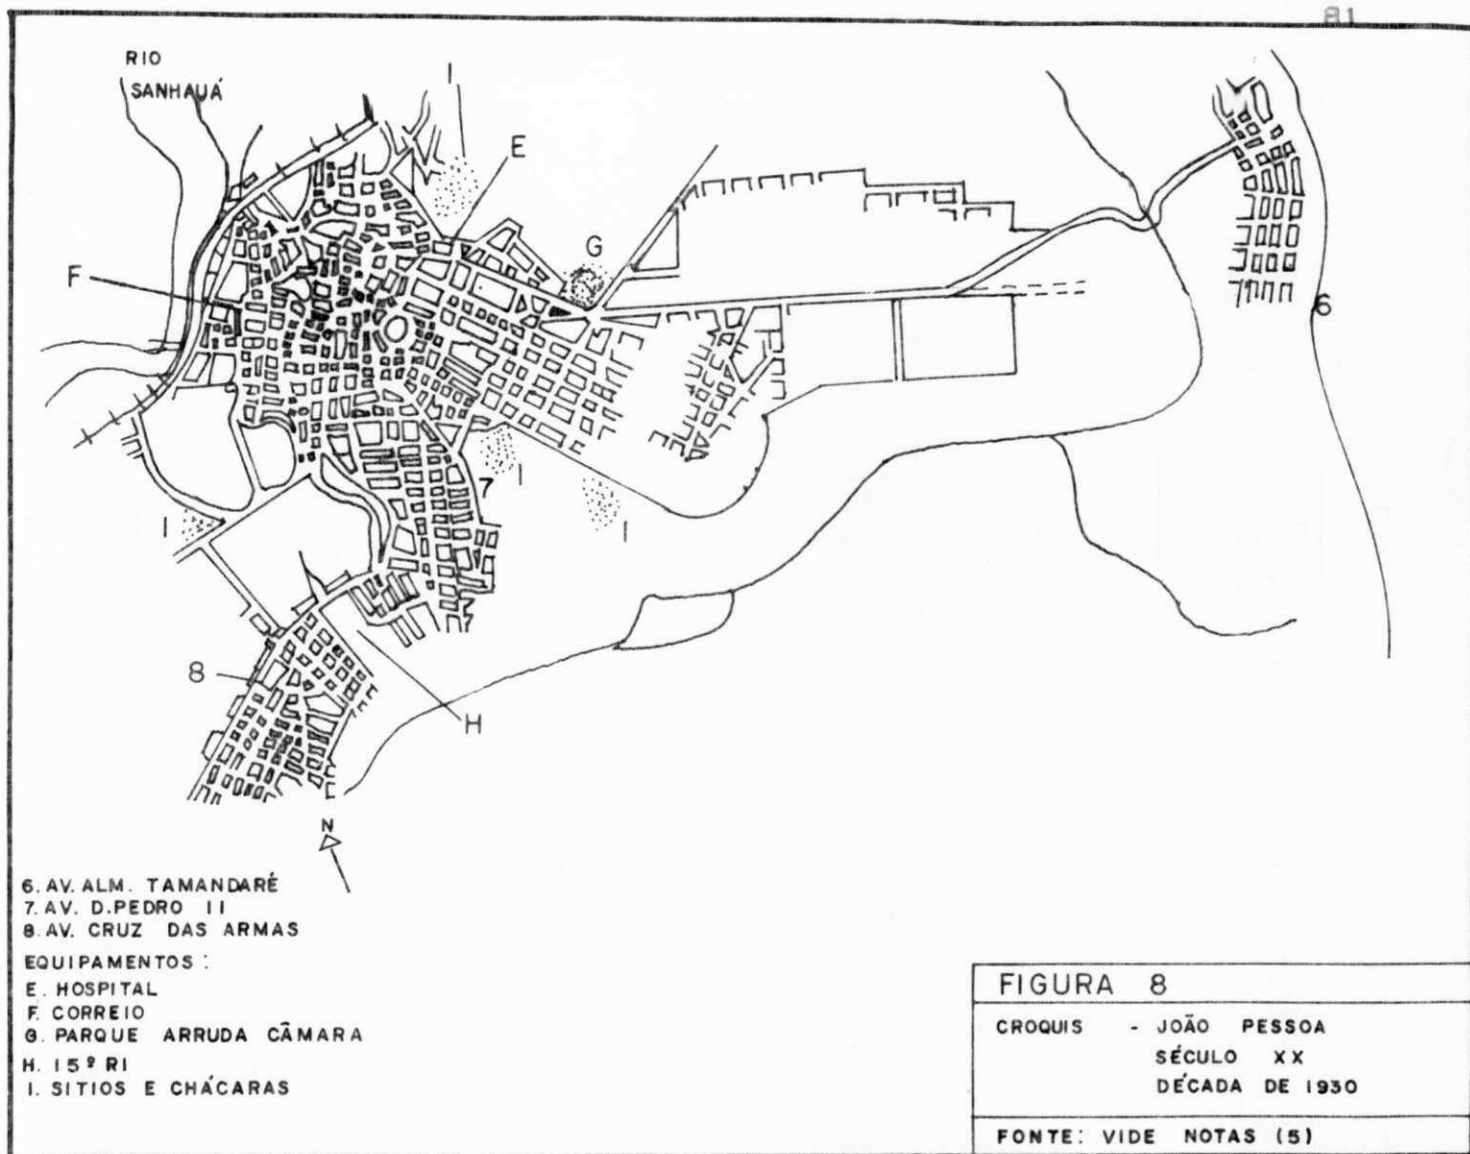 81
RIO
SANHAUÁ
I
E
G
F
6
7
I
I
I
8
H
N
6. AV. ALM. TAMANDARÉ
7. AV. D. PEDRO II
8. AV. CRUZ DAS ARMAS
EQUIPAMENTOS :
E. HOSPITAL
F. CORREIO
G. PARQUE ARRUDA CÂMARA
H. 15º RI
I. SITIOS E CHÁCARAS
FIGURA 8
CROQUIS - JOÃO PESSOA
SÉCULO XX
DÉCADA DE 1930
FONTE: VIDE NOTAS (5)